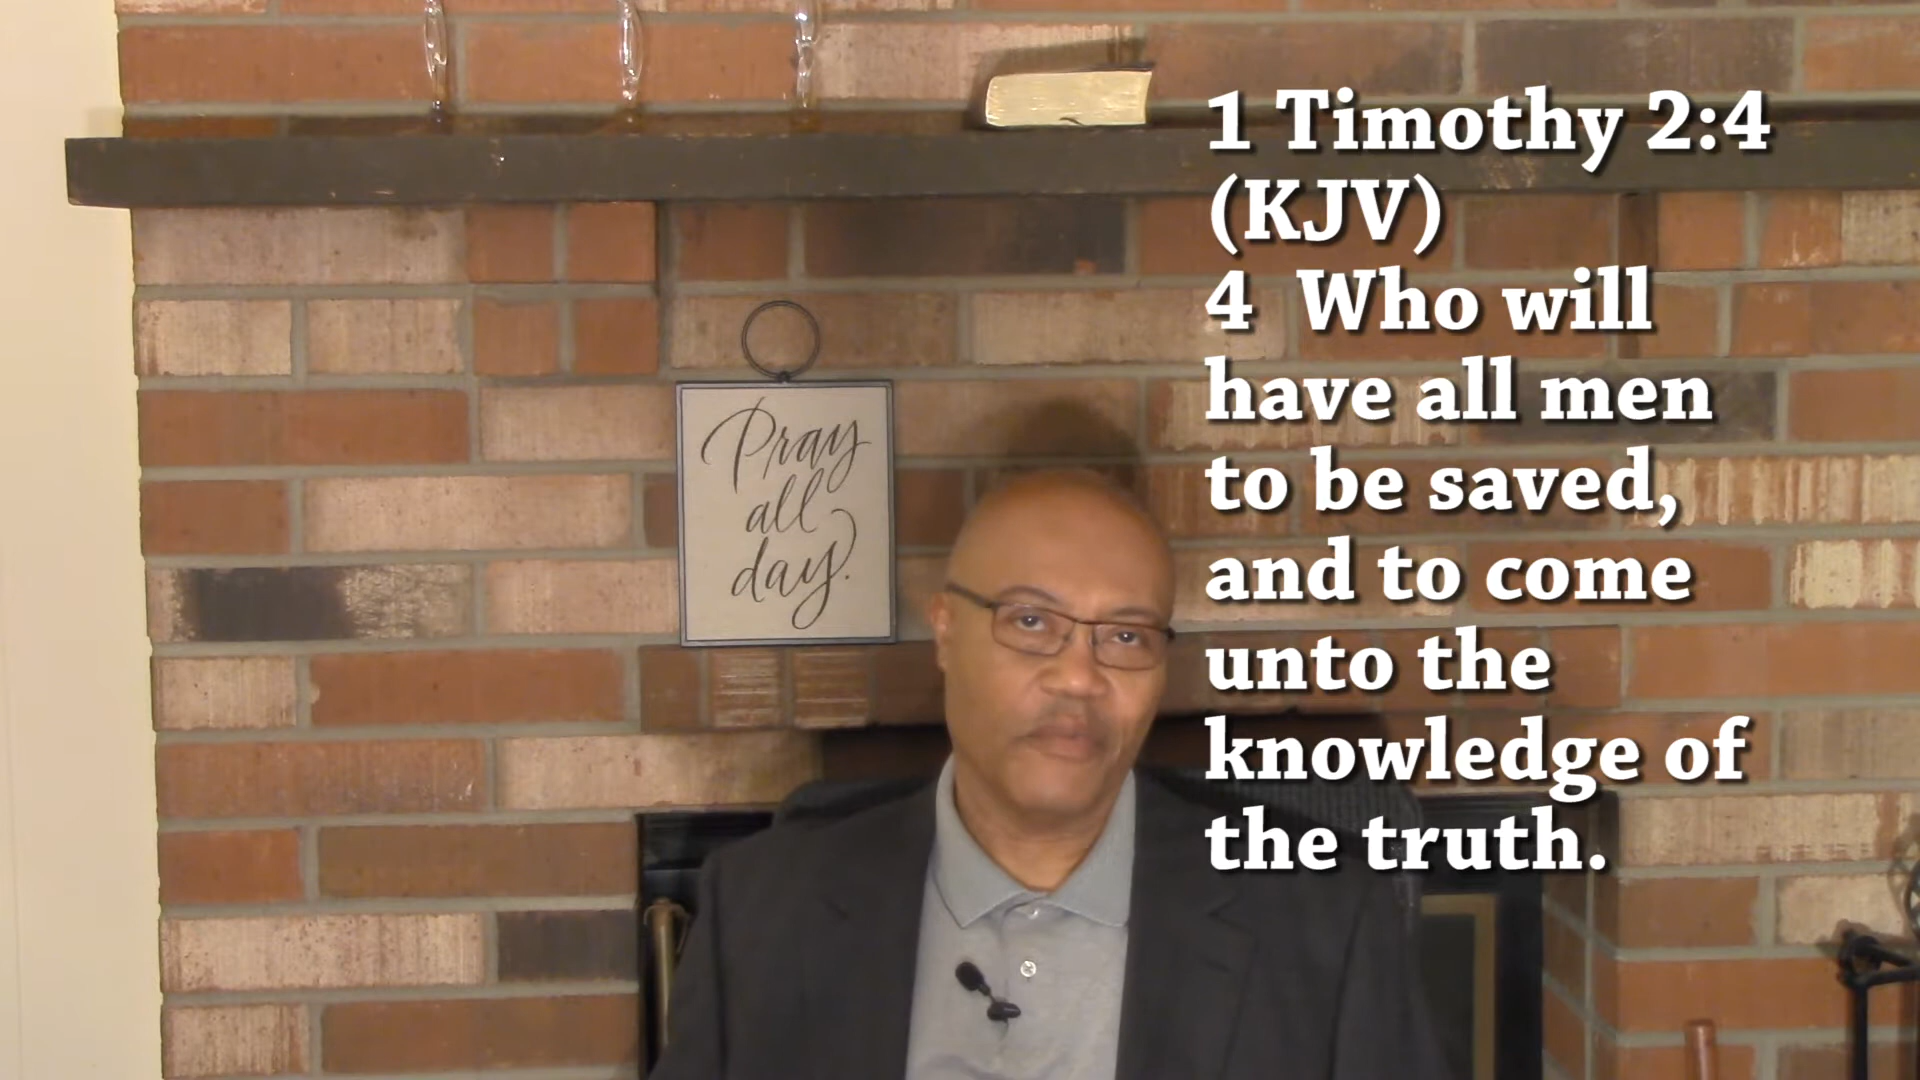 Pray
all
day.
1 Timothy 2:4
(KJV)
4 Who will
have all men
to be saved,
and to come
unto the
knowledge of
the truth.